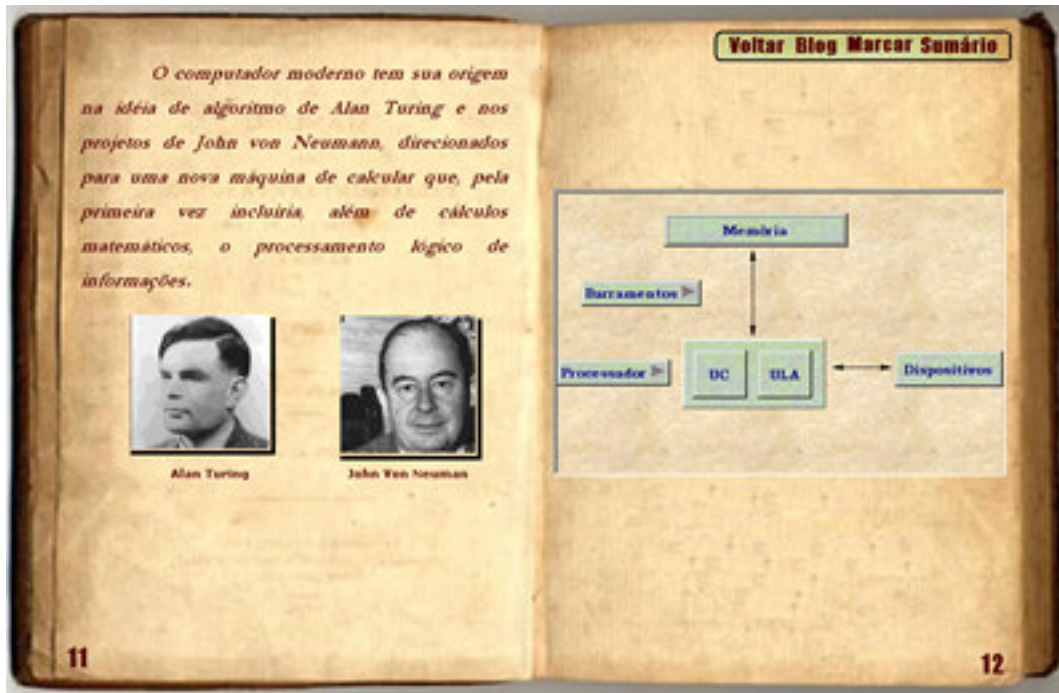 O computador moderno tem sua origem
na idéia de algoritmo de Alan Turing e nos
projetos de John von Neumann, direcionados
para uma nova máquina de calcular que, pela
primeira vez incluiria, além de cálculos
matemáticos, o processamento lógico de
informações.
Alan Turing
John Von Neuman
11
Voltar Blog Marcar Sumário
Memória
Barramentos
Processador
UC
ULA
Dispositivos
12